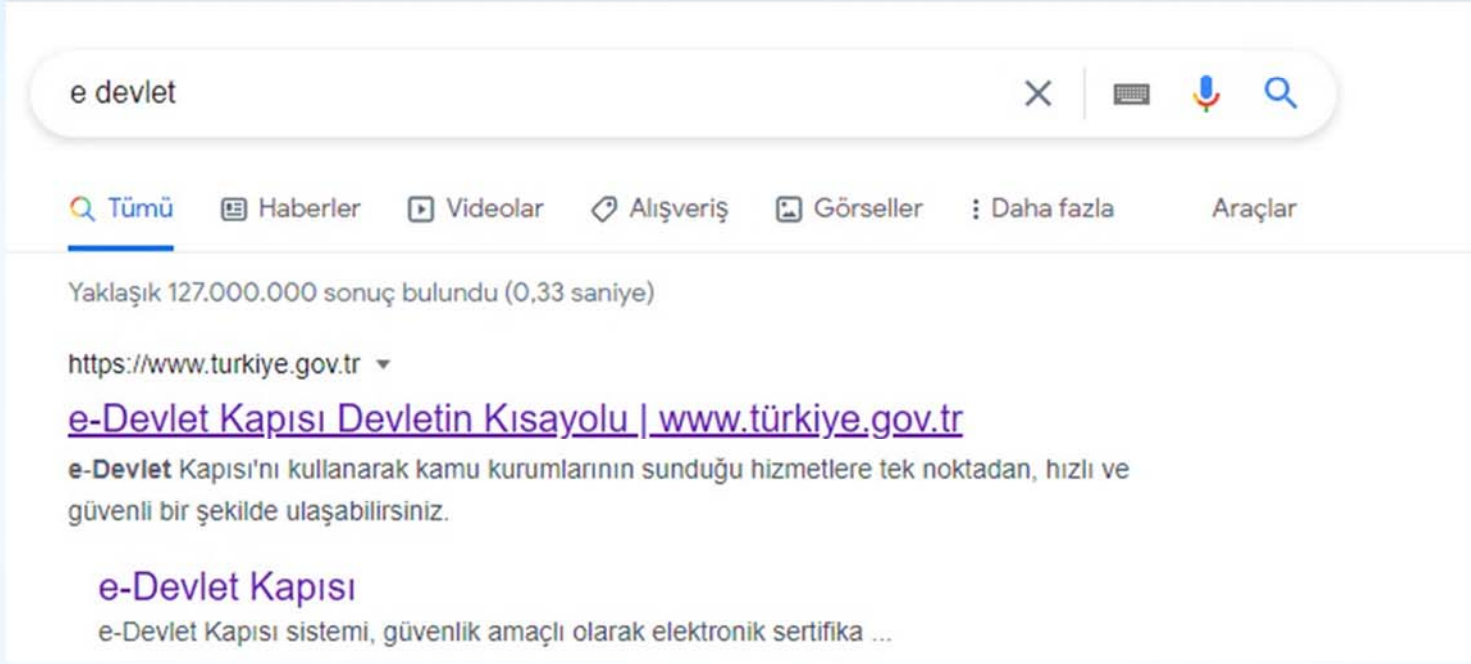 e devlet
Tümü Haberler Videolar Alışveriş Görseller Daha fazla Araçlar
Yaklaşık 127.000.000 sonuç bulundu (0,33 saniye)
https://www.turkiye.gov.tr
e-Devlet Kapısı Devletin Kısayolu | www.türkiye.gov.tr
e-Devlet Kapısı'nı kullanarak kamu kurumlarının sunduğu hizmetlere tek noktadan, hızlı ve
güvenli bir şekilde ulaşabilirsiniz.
e-Devlet Kapısı
e-Devlet Kapısı sistemi, güvenlik amaçlı olarak elektronik sertifika ...